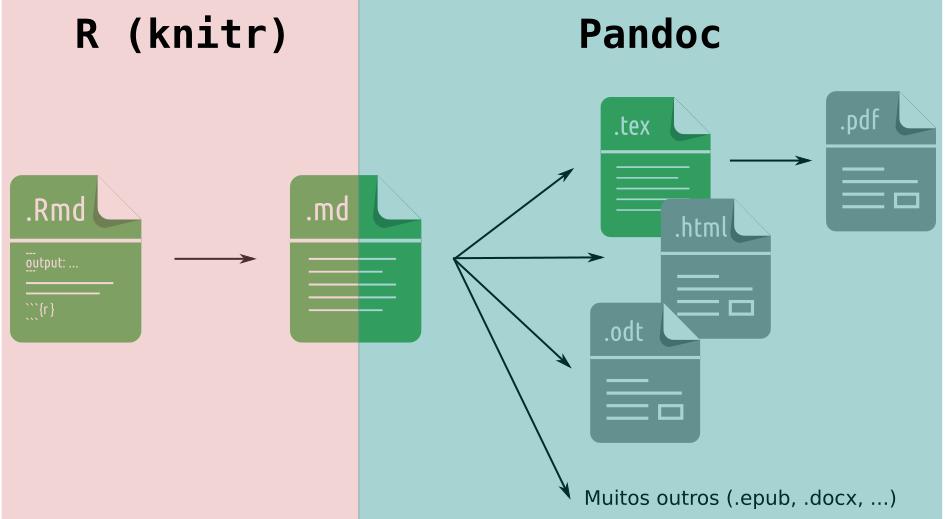 R (knitr)
Pandoc
.Rmd
---
output: ...
---
```{r}
```
.md
.tex
.pdf
.html
.odt
Muitos outros (.epub, .docx, ...)